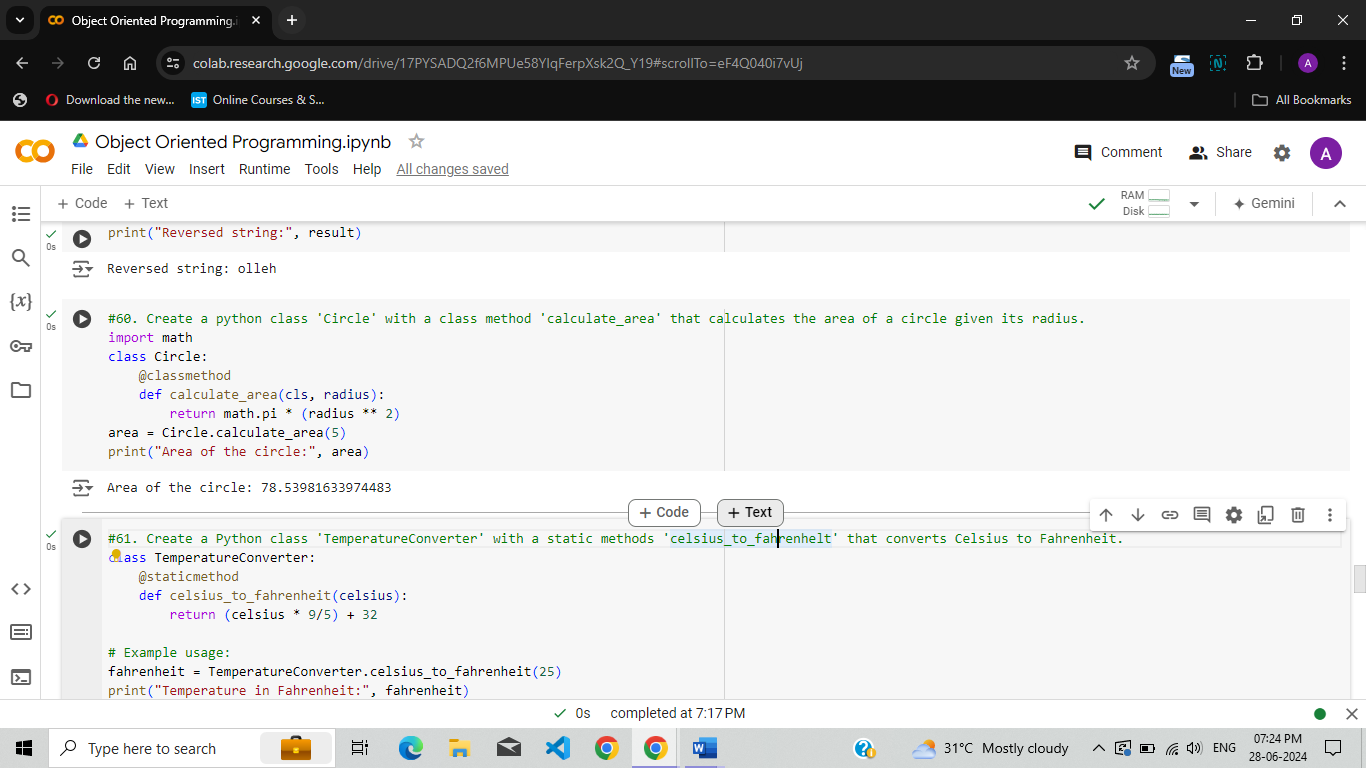 Object Oriented Programming.i
colab.research.google.com/drive/17PYSADQ2f6MPUe58YIqFerpXsk2Q_Y19#scrollTo=eF4Q040i7vUj
New
A
Download the new...
IST Online Courses & S...
All Bookmarks
Object Oriented Programming.ipynb
File Edit View Insert Runtime Tools Help All changes saved
Comment Share A
+ Code + Text
RAM
Disk
Gemini
0s
print("Reversed string:", result)
Reversed string: olleh
0s
#60. Create a python class 'Circle' with a class method 'calculate_area' that calculates the area of a circle given its radius.
import math
class Circle:
    @classmethod
    def calculate_area(cls, radius):
        return math.pi * (radius ** 2)
area = Circle.calculate_area(5)
print("Area of the circle:", area)
Area of the circle: 78.53981633974483
+ Code + Text
0s
#61. Create a Python class 'TemperatureConverter' with a static methods 'celsius_to_fahrenhelt' that converts Celsius to Fahrenheit.
class TemperatureConverter:
    @staticmethod
    def celsius_to_fahrenheit(celsius):
        return (celsius * 9/5) + 32
# Example usage:
fahrenheit = TemperatureConverter.celsius_to_fahrenheit(25)
print("Temperature in Fahrenheit:", fahrenheit)
0s completed at 7:17 PM
Type here to search
31°C Mostly cloudy
ENG
07:24 PM
28-06-2024